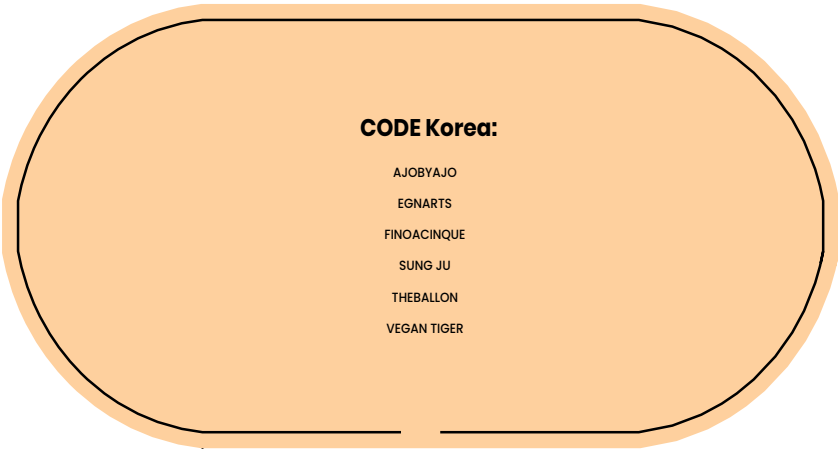 CODE Korea:
AJOBYAJO
EGNARTS
FINOACINQUE
SUNG JU
THEBALLON
VEGAN TIGER